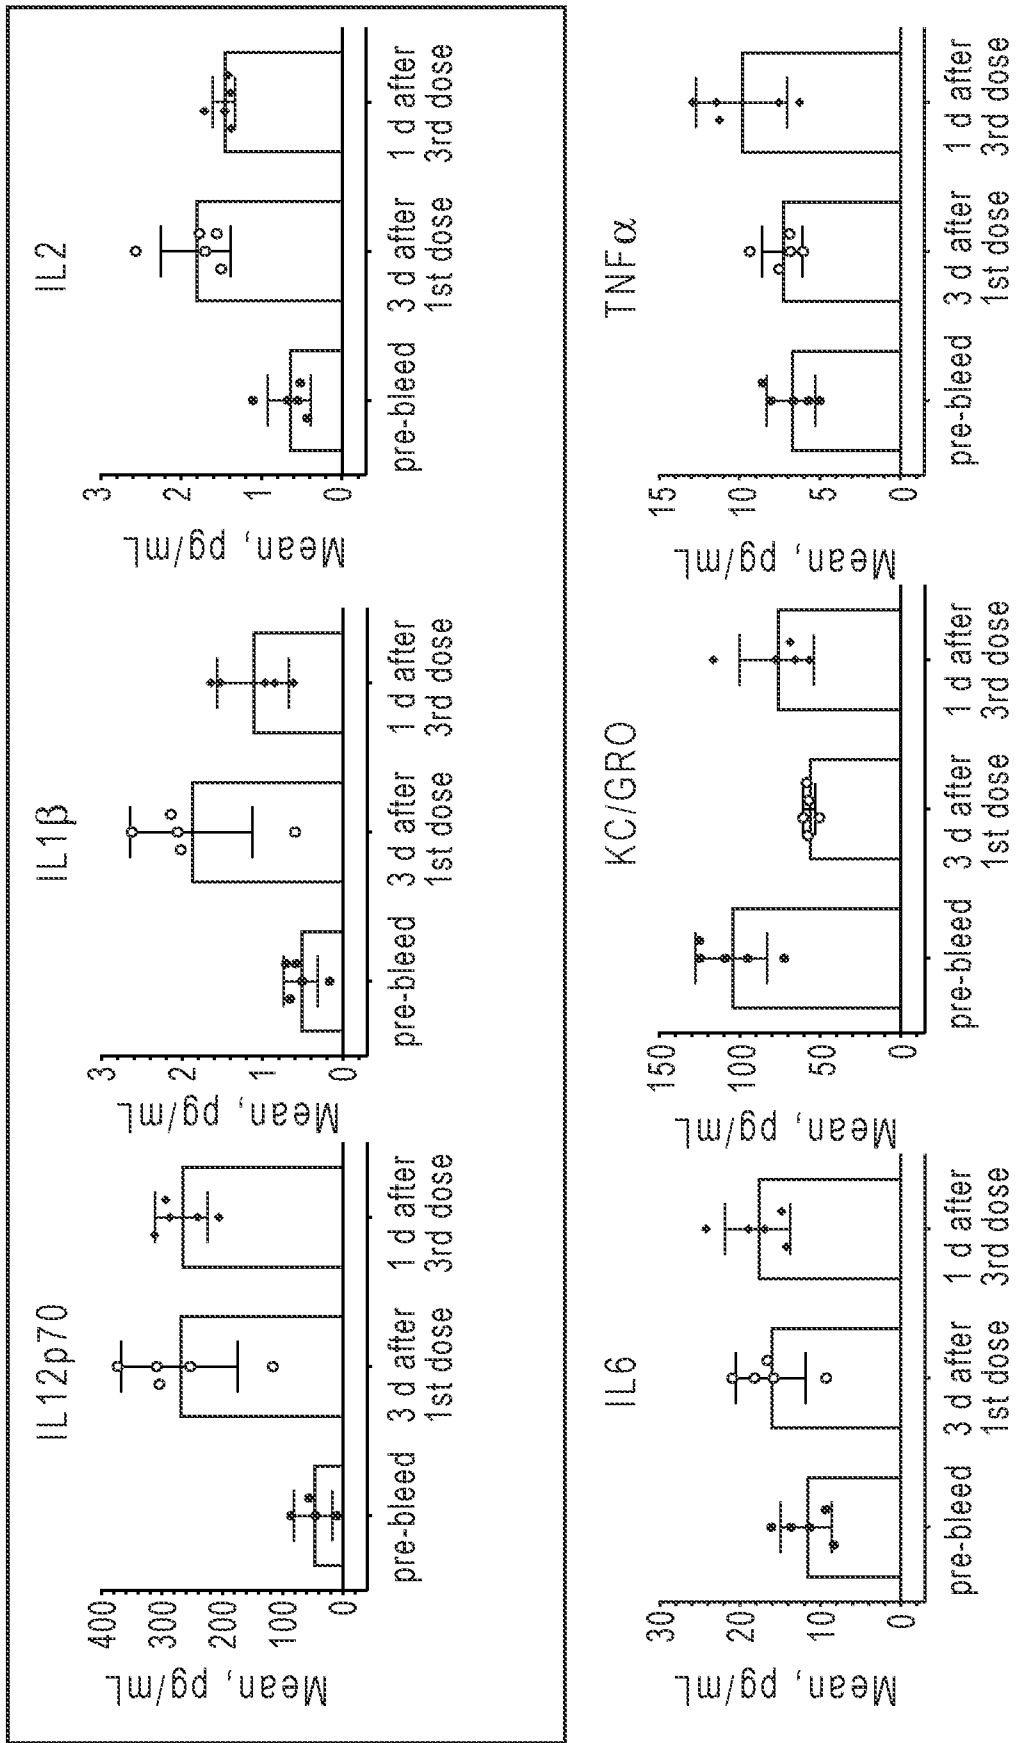 IL12p70
Mean, pg/mL
400
300
200
100
0
pre-bleed
3 d after
1st dose
1 d after
3rd dose
IL1β
Mean, pg/mL
3
2
1
0
pre-bleed
3 d after
1st dose
1 d after
3rd dose
IL2
Mean, pg/mL
3
2
1
0
pre-bleed
3 d after
1st dose
1 d after
3rd dose
IL6
Mean, pg/mL
30
20
10
0
pre-bleed
3 d after
1st dose
1 d after
3rd dose
KC/GRO
Mean, pg/mL
150
100
50
0
pre-bleed
3 d after
1st dose
1 d after
3rd dose
TNFα
Mean, pg/mL
15
10
5
0
pre-bleed
3 d after
1st dose
1 d after
3rd dose